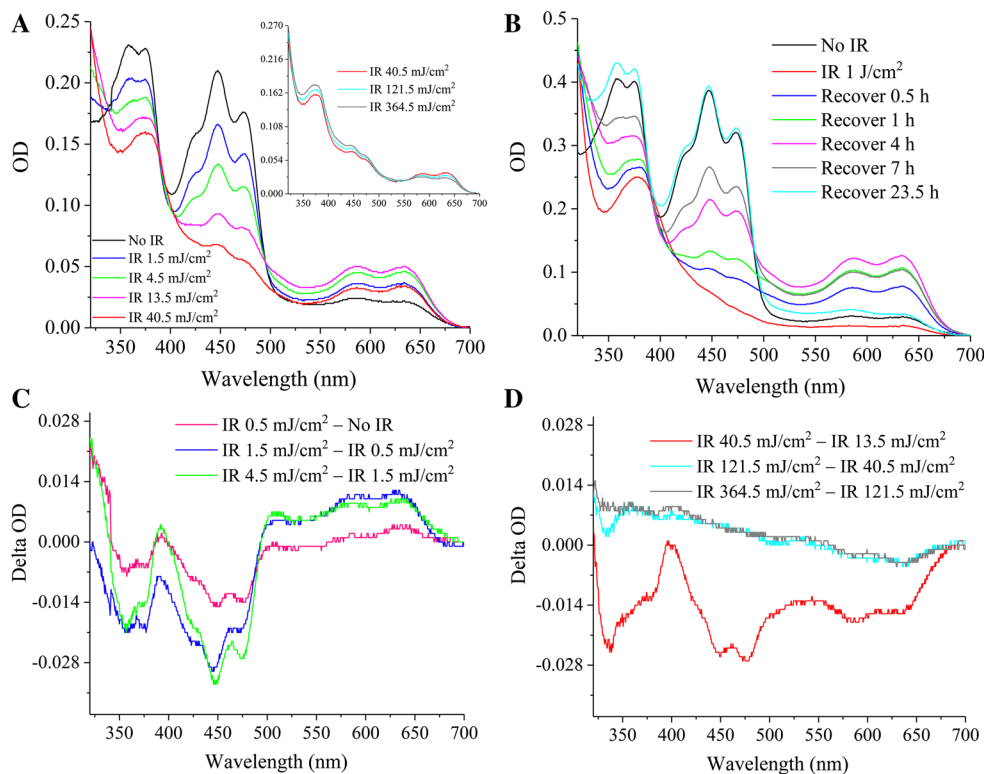 A
0.25
0.20
0.15
0.10
0.05
0.00
OD
350 400 450 500 550 600 650 700
Wavelength (nm)
No IR
IR 1.5 mJ/cm²
IR 4.5 mJ/cm²
IR 13.5 mJ/cm²
IR 40.5 mJ/cm²
0.270
0.216
0.162
0.108
0.054
0.000
350 400 450 500 550 600 650 700
IR 40.5 mJ/cm²
IR 121.5 mJ/cm²
IR 364.5 mJ/cm²
B
0.5
0.4
0.3
0.2
0.1
0.0
OD
350 400 450 500 550 600 650 700
Wavelength (nm)
No IR
IR 1 J/cm²
Recover 0.5 h
Recover 1 h
Recover 4 h
Recover 7 h
Recover 23.5 h
C
0.028
0.014
0.000
-0.014
-0.028
Delta OD
350 400 450 500 550 600 650 700
Wavelength (nm)
IR 0.5 mJ/cm² – No IR
IR 1.5 mJ/cm² – IR 0.5 mJ/cm²
IR 4.5 mJ/cm² – IR 1.5 mJ/cm²
D
0.028
0.014
0.000
-0.014
-0.028
Delta OD
350 400 450 500 550 600 650 700
Wavelength (nm)
IR 40.5 mJ/cm² – IR 13.5 mJ/cm²
IR 121.5 mJ/cm² – IR 40.5 mJ/cm²
IR 364.5 mJ/cm² – IR 121.5 mJ/cm²